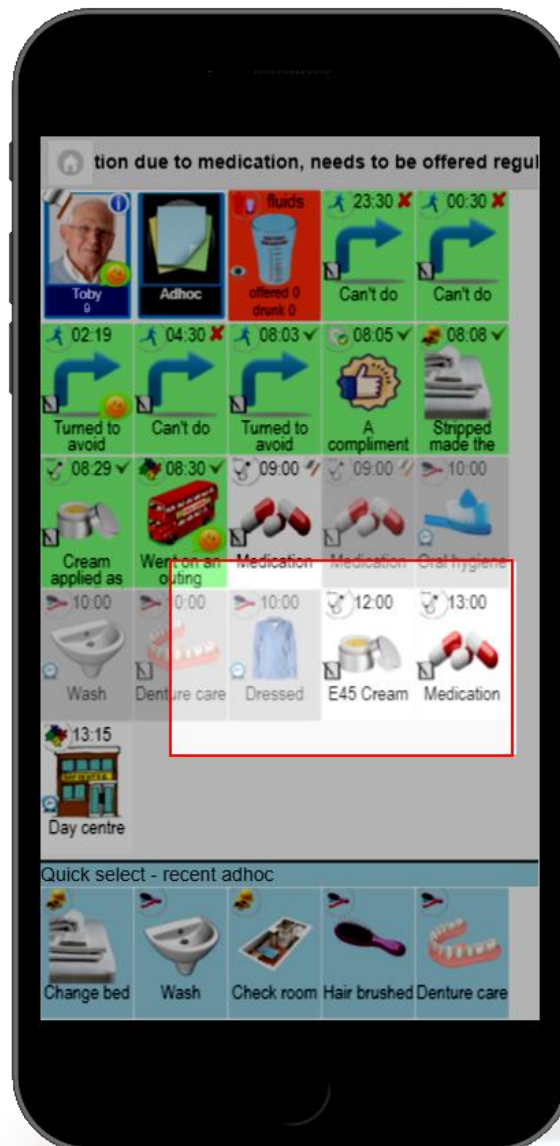 tion due to medication, needs to be offered regul
fluids
23:30
00:30
Toby
9
Adhoc
offered 0
drunk 0
Can't do
Can't do
02:19
04:30
08:03
08:05
08:08
Turned to
avoid
Can't do
Turned to
avoid
A
compliment
Stripped
made the
08:29
08:30
09:00
09:00
10:00
Cream
applied as
Went on an
outing
Medication
Medication
Oral hygiene
10:00
10:00
10:00
12:00
13:00
Wash
Denture care
Dressed
E45 Cream
Medication
13:15
DAY CENTRE
Day centre
Quick select - recent adhoc
Change bed
Wash
Check room
Hair brushed
Denture care